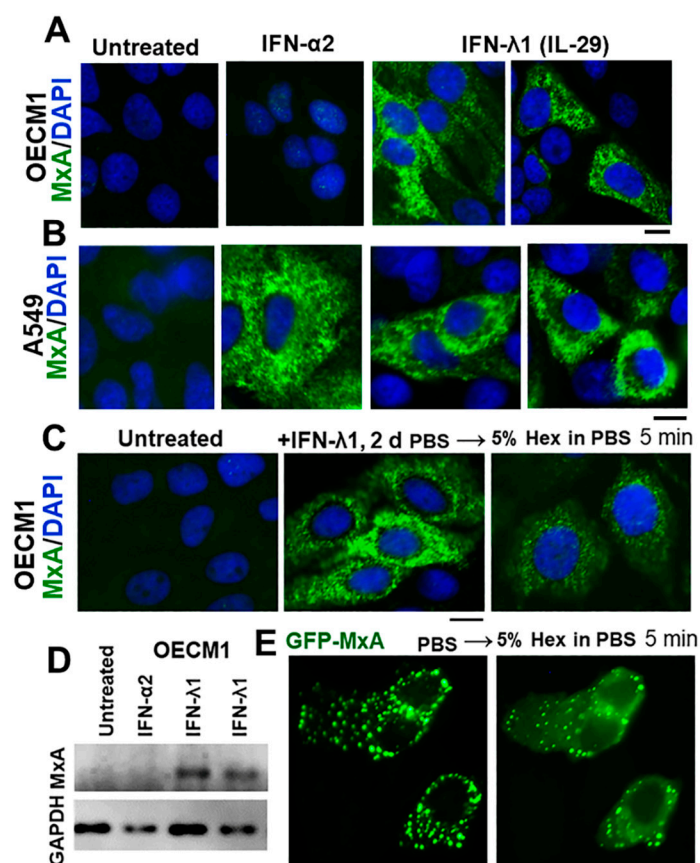 A
Untreated
IFN-α2
IFN-λ1 (IL-29)
OECM1
MxA/DAPI
B
A549
MxA/DAPI
C
Untreated
+IFN-λ1, 2 d PBS → 5% Hex in PBS 5 min
OECM1
MxA/DAPI
D
OECM1
Untreated
IFN-α2
IFN-λ1
IFN-λ1
MxA
GAPDH
E
GFP-MxA
PBS → 5% Hex in PBS 5 min